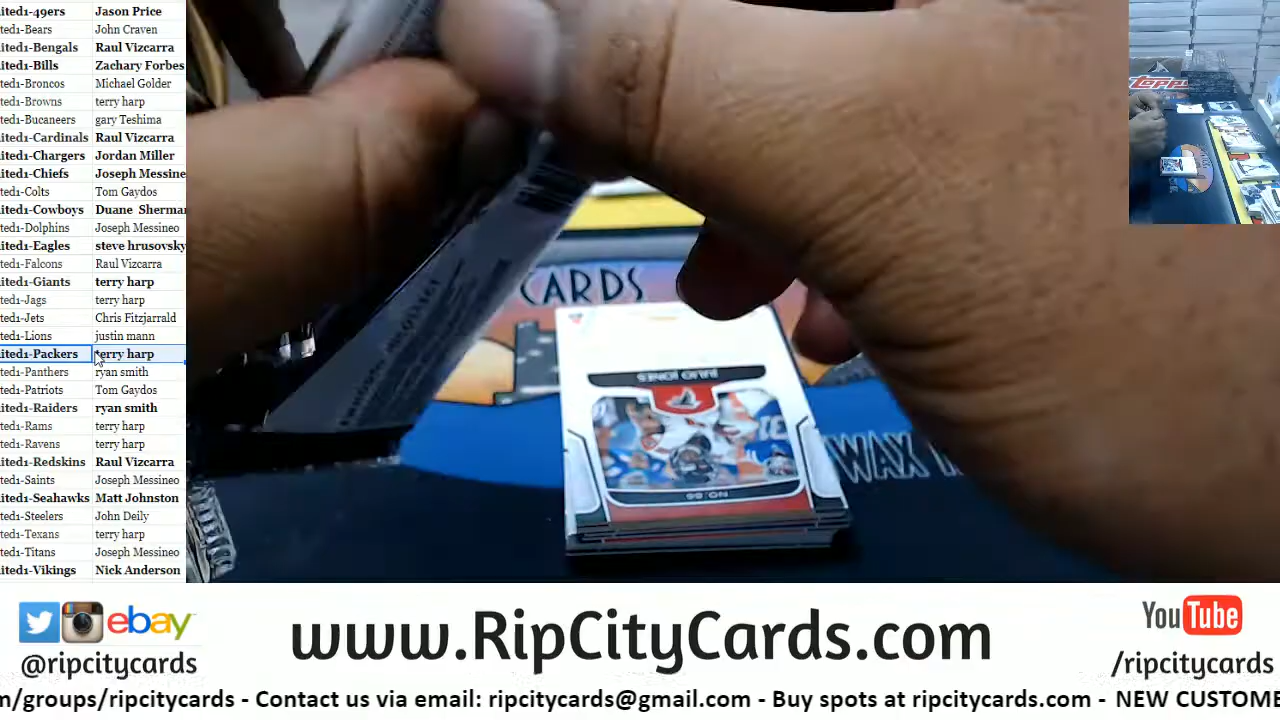 ited1-49ers Jason Price
ted1-Bears John Craven
ited1-Bengals Raul Vizcarra
ited1-Bills Zachary Forbes
ted1-Broncos Michael Golder
ted1-Browns terry harp
ted1-Bucaneers gary Teshima
ited1-Cardinals Raul Vizcarra
ited1-Chargers Jordan Miller
ited1-Chiefs Joseph Messine
ted1-Colts Tom Gaydos
ited1-Cowboys Duane Sherman
ted1-Dolphins Joseph Messineo
ited1-Eagles steve hrusovsky
ited1-Falcons Raul Vizcarra
ited1-Giants terry harp
ted1-Jags terry harp
ted1-Jets Chris Fitzjarrald
ted1-Lions justin mann
ited1-Packers terry harp
ted1-Panthers ryan smith
ted1-Patriots Tom Gaydos
ited1-Raiders ryan smith
ted1-Rams terry harp
ted1-Ravens terry harp
ited1-Redskins Raul Vizcarra
ted1-Saints Joseph Messineo
ited1-Seahawks Matt Johnston
ted1-Steelers John Deily
ted1-Texans terry harp
ted1-Titans Joseph Messineo
ited1-Vikings Nick Anderson
Topps
CARDS
JULIO JONES
WAX
ebay
@ripcitycards
www.RipCityCards.com
YouTube
/ripcitycards
m/groups/ripcitycards - Contact us via email: ripcitycards@gmail.com - Buy spots at ripcitycards.com - NEW CUSTOME